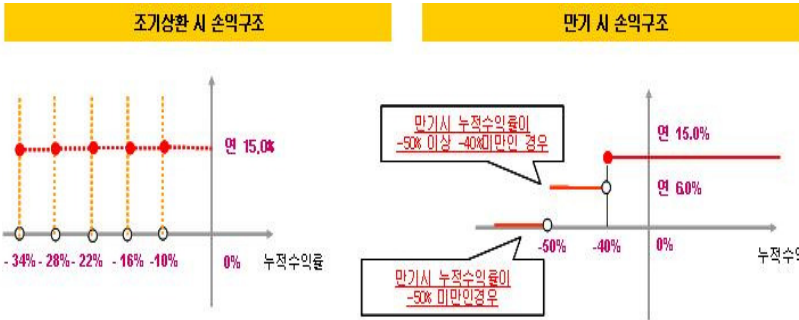 조기상환 시 손익구조
만기 시 손익구조
연 15.0%
- 34% - 28% - 22% - 16% -10%
0%
누적수익률
만기시 누적수익률이
-50% 이상 -40%미만인 경우
연 15.0%
연 6.0%
-50%
-40%
0%
만기시 누적수익률이
-50% 미만인경우